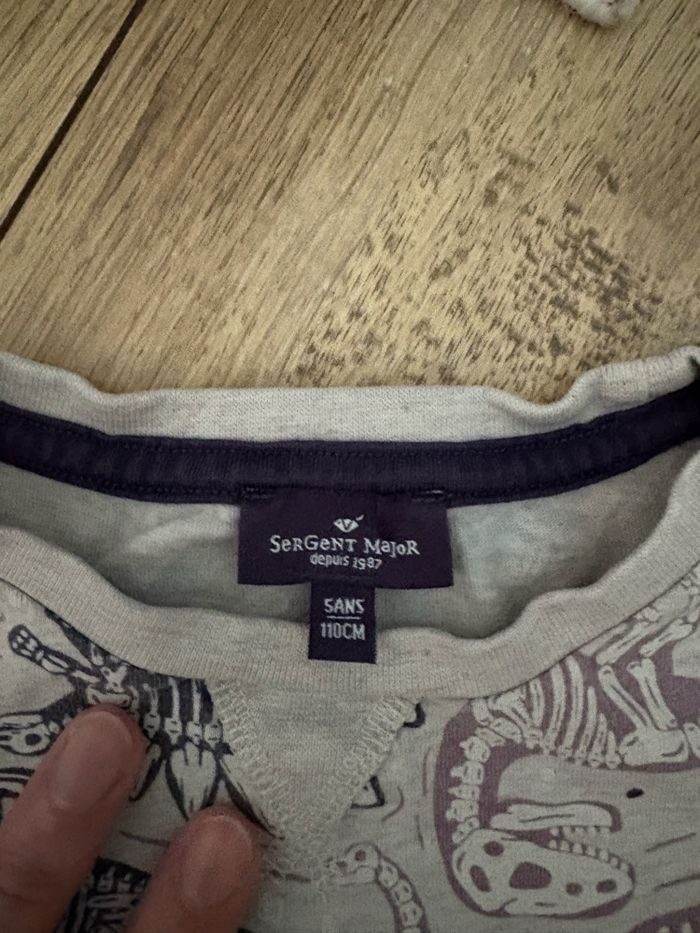 SeRGeNT MaJoR
depuis 1987
5ANS
110CM